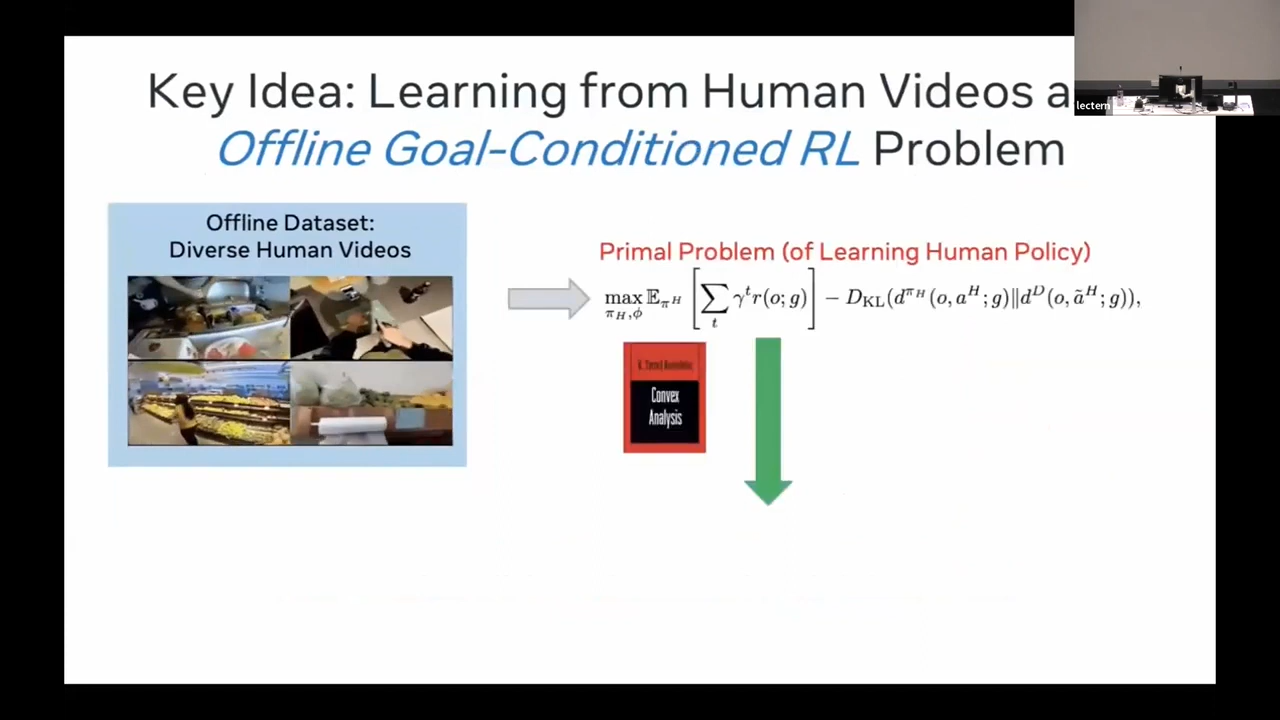 Key Idea: Learning from Human Videos a
Offline Goal-Conditioned RL Problem
lectern
Offline Dataset:
Diverse Human Videos
Primal Problem (of Learning Human Policy)
max_{π_H,ϕ} 𝔼_{π^H} [∑_t γ^t r(o; g)] − D_KL(d^{π_H}(o, a^H; g)‖d^D(o, ã^H; g)),
Convex
Analysis